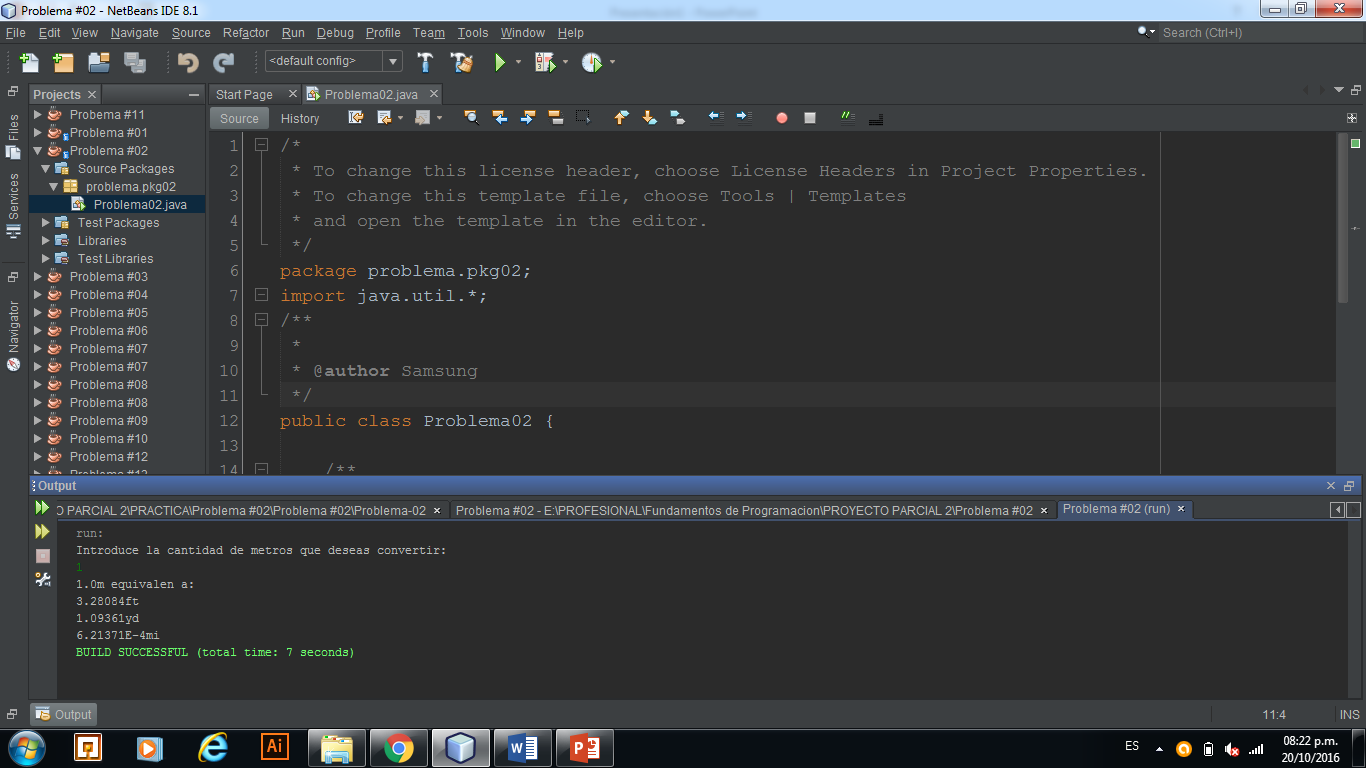 Problema #02 - NetBeans IDE 8.1
File Edit View Navigate Source Refactor Run Debug Profile Team Tools Window Help
Search (Ctrl+I)
<default config>
Projects
Start Page
Problema02.java
Files
Services
Navigator
Probema #11
Problema #01
Problema #02
Source Packages
problema.pkg02
Problema02.java
Test Packages
Libraries
Test Libraries
Problema #03
Problema #04
Problema #05
Problema #06
Problema #07
Problema #07
Problema #08
Problema #08
Problema #09
Problema #10
Problema #12
Source History
1 /*
2 * To change this license header, choose License Headers in Project Properties.
3 * To change this template file, choose Tools | Templates
4 * and open the template in the editor.
5 */
6 package problema.pkg02;
7 import java.util.*;
8 /**
9 *
10 * @author Samsung
11 */
12 public class Problema02 {
13
14 /**
Output
O PARCIAL 2\PRACTICA\Problema #02\Problema #02\Problema-02
Problema #02 - E:\PROFESIONAL\Fundamentos de Programacion\PROYECTO PARCIAL 2\Problema #02
Problema #02 (run)
run:
Introduce la cantidad de metros que deseas convertir:
1
1.0m equivalen a:
3.28084ft
1.09361yd
6.21371E-4mi
BUILD SUCCESSFUL (total time: 7 seconds)
Output
11:4
INS
Ai
ES
08:22 p.m.
20/10/2016